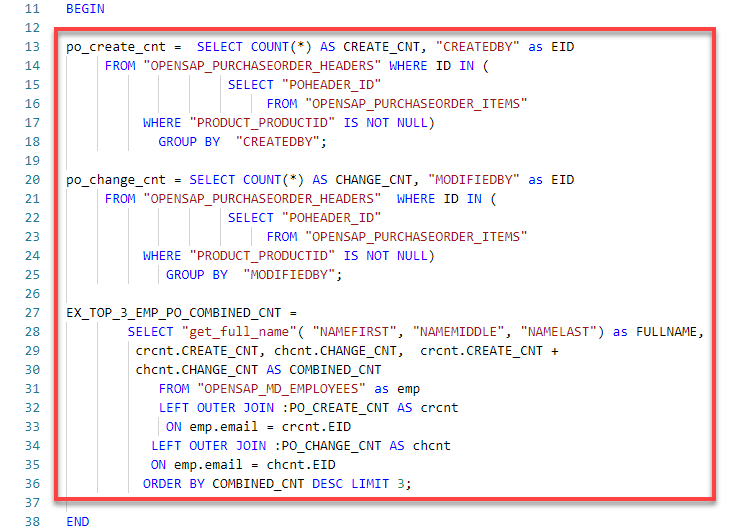 11 BEGIN
12
13 po_create_cnt =  SELECT COUNT(*) AS CREATE_CNT, "CREATEDBY" as EID
14 FROM "OPENSAP_PURCHASEORDER_HEADERS" WHERE ID IN (
15 SELECT "POHEADER_ID"
16 FROM "OPENSAP_PURCHASEORDER_ITEMS"
17 WHERE "PRODUCT_PRODUCTID" IS NOT NULL)
18 GROUP BY  "CREATEDBY";
19
20 po_change_cnt = SELECT COUNT(*) AS CHANGE_CNT, "MODIFIEDBY" as EID
21 FROM "OPENSAP_PURCHASEORDER_HEADERS"  WHERE ID IN (
22 SELECT "POHEADER_ID"
23 FROM "OPENSAP_PURCHASEORDER_ITEMS"
24 WHERE "PRODUCT_PRODUCTID" IS NOT NULL)
25 GROUP BY  "MODIFIEDBY";
26
27 EX_TOP_3_EMP_PO_COMBINED_CNT =
28 SELECT "get_full_name"( "NAMEFIRST", "NAMEMIDDLE", "NAMELAST") as FULLNAME,
29 crcnt.CREATE_CNT, chcnt.CHANGE_CNT,  crcnt.CREATE_CNT +
30 chcnt.CHANGE_CNT AS COMBINED_CNT
31 FROM "OPENSAP_MD_EMPLOYEES" as emp
32 LEFT OUTER JOIN :PO_CREATE_CNT AS crcnt
33 ON emp.email = crcnt.EID
34 LEFT OUTER JOIN :PO_CHANGE_CNT AS chcnt
35 ON emp.email = chcnt.EID
36 ORDER BY COMBINED_CNT DESC LIMIT 3;
37
38 END